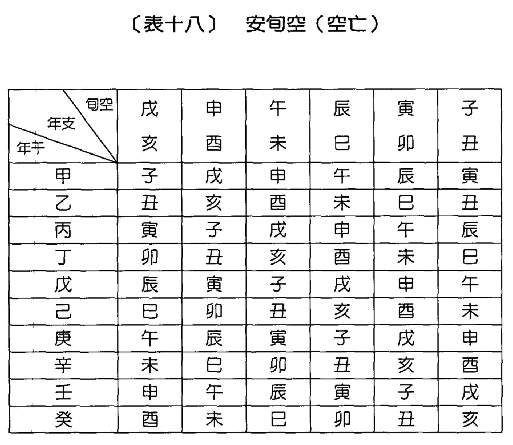 〔表十八〕 安旬空（空亡）
旬空 戌 申 午 辰 寅 子
年支 亥 酉 未 巳 卯 丑
年干
甲 子 戌 申 午 辰 寅
乙 丑 亥 酉 未 巳 丑
丙 寅 子 戌 申 午 辰
丁 卯 丑 亥 酉 未 巳
戊 辰 寅 子 戌 申 午
己 巳 卯 丑 亥 酉 未
庚 午 辰 寅 子 戌 申
辛 未 巳 卯 丑 亥 酉
壬 申 午 辰 寅 子 戌
癸 酉 未 巳 卯 丑 亥